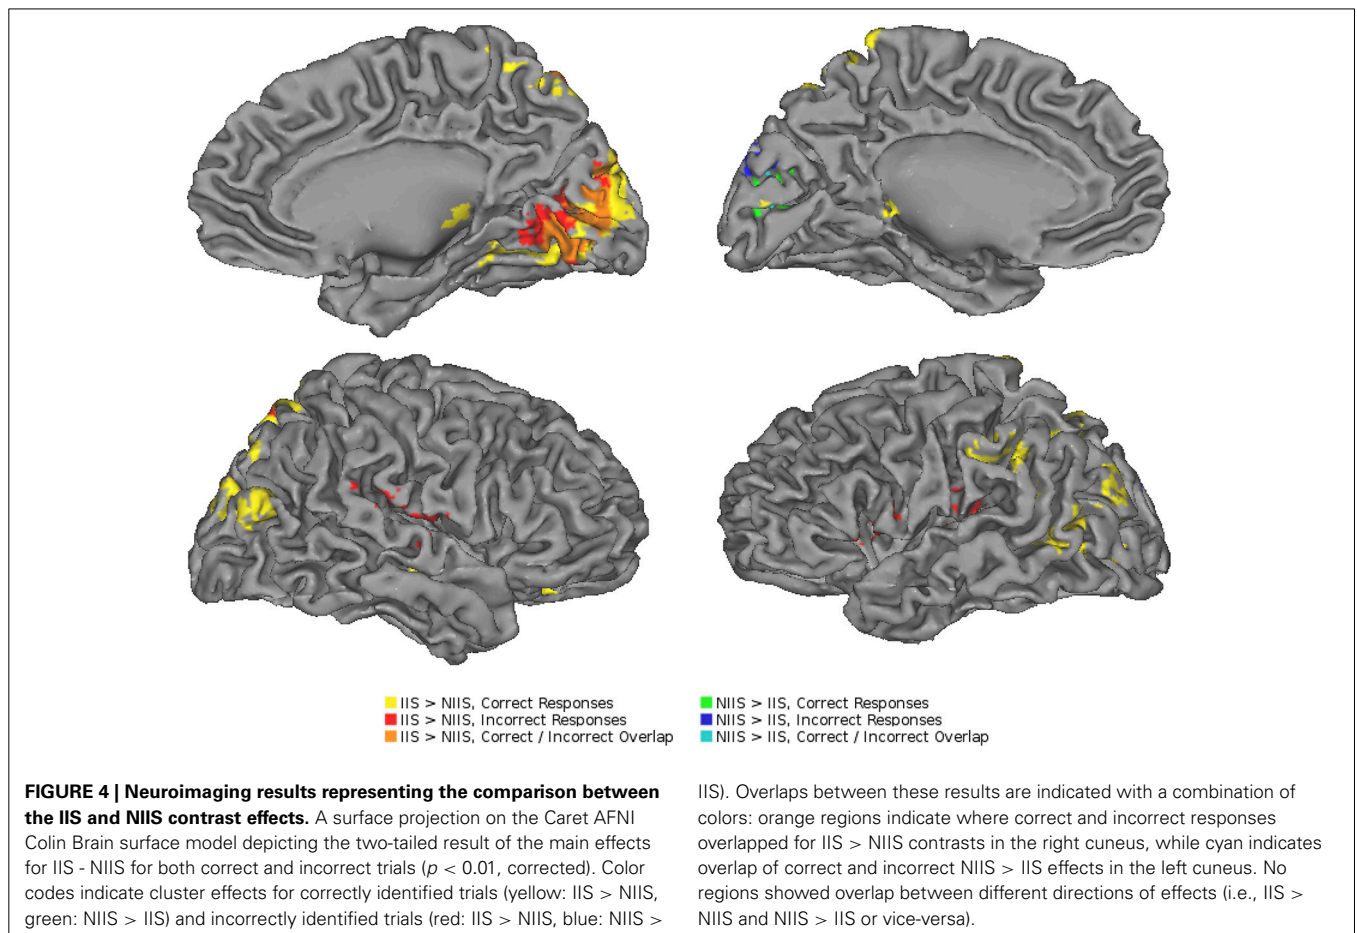 IIS > NIIS, Correct Responses
IIS > NIIS, Incorrect Responses
IIS > NIIS, Correct / Incorrect Overlap
NIIS > IIS, Correct Responses
NIIS > IIS, Incorrect Responses
NIIS > IIS, Correct / Incorrect Overlap
FIGURE 4 | Neuroimaging results representing the comparison between
the IIS and NIIS contrast effects. A surface projection on the Caret AFNI
Colin Brain surface model depicting the two-tailed result of the main effects
for IIS - NIIS for both correct and incorrect trials (p < 0.01, corrected). Color
codes indicate cluster effects for correctly identified trials (yellow: IIS > NIIS,
green: NIIS > IIS) and incorrectly identified trials (red: IIS > NIIS, blue: NIIS >
IIS). Overlaps between these results are indicated with a combination of
colors: orange regions indicate where correct and incorrect responses
overlapped for IIS > NIIS contrasts in the right cuneus, while cyan indicates
overlap of correct and incorrect NIIS > IIS effects in the left cuneus. No
regions showed overlap between different directions of effects (i.e., IIS >
NIIS and NIIS > IIS or vice-versa).